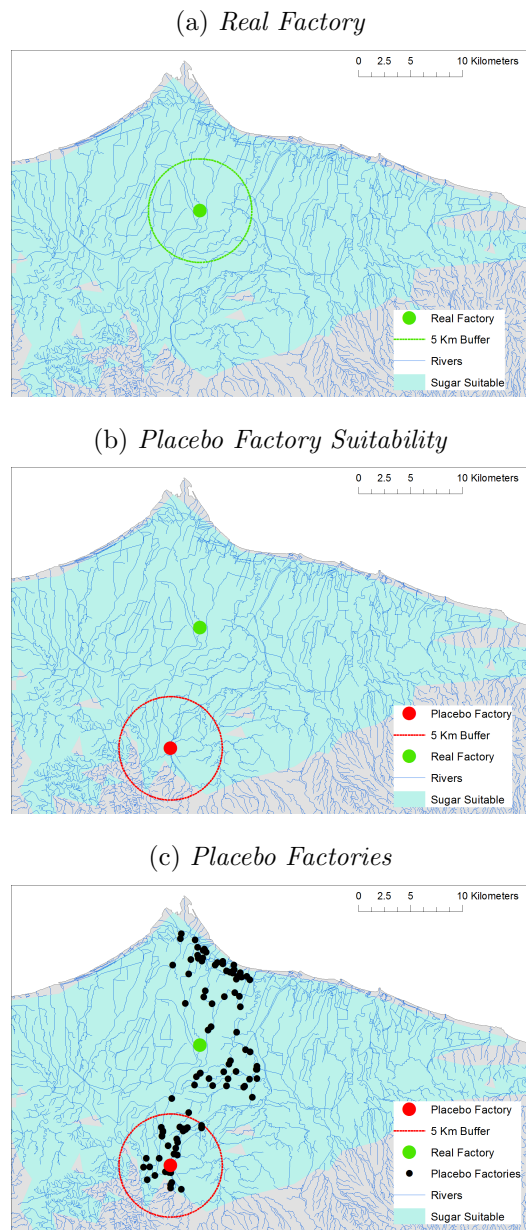 (a) Real Factory
0 2.5 5 10 Kilometers
Real Factory
5 Km Buffer
Rivers
Sugar Suitable
(b) Placebo Factory Suitability
0 2.5 5 10 Kilometers
Placebo Factory
5 Km Buffer
Real Factory
Rivers
Sugar Suitable
(c) Placebo Factories
0 2.5 5 10 Kilometers
Placebo Factory
5 Km Buffer
Real Factory
Placebo Factories
Rivers
Sugar Suitable